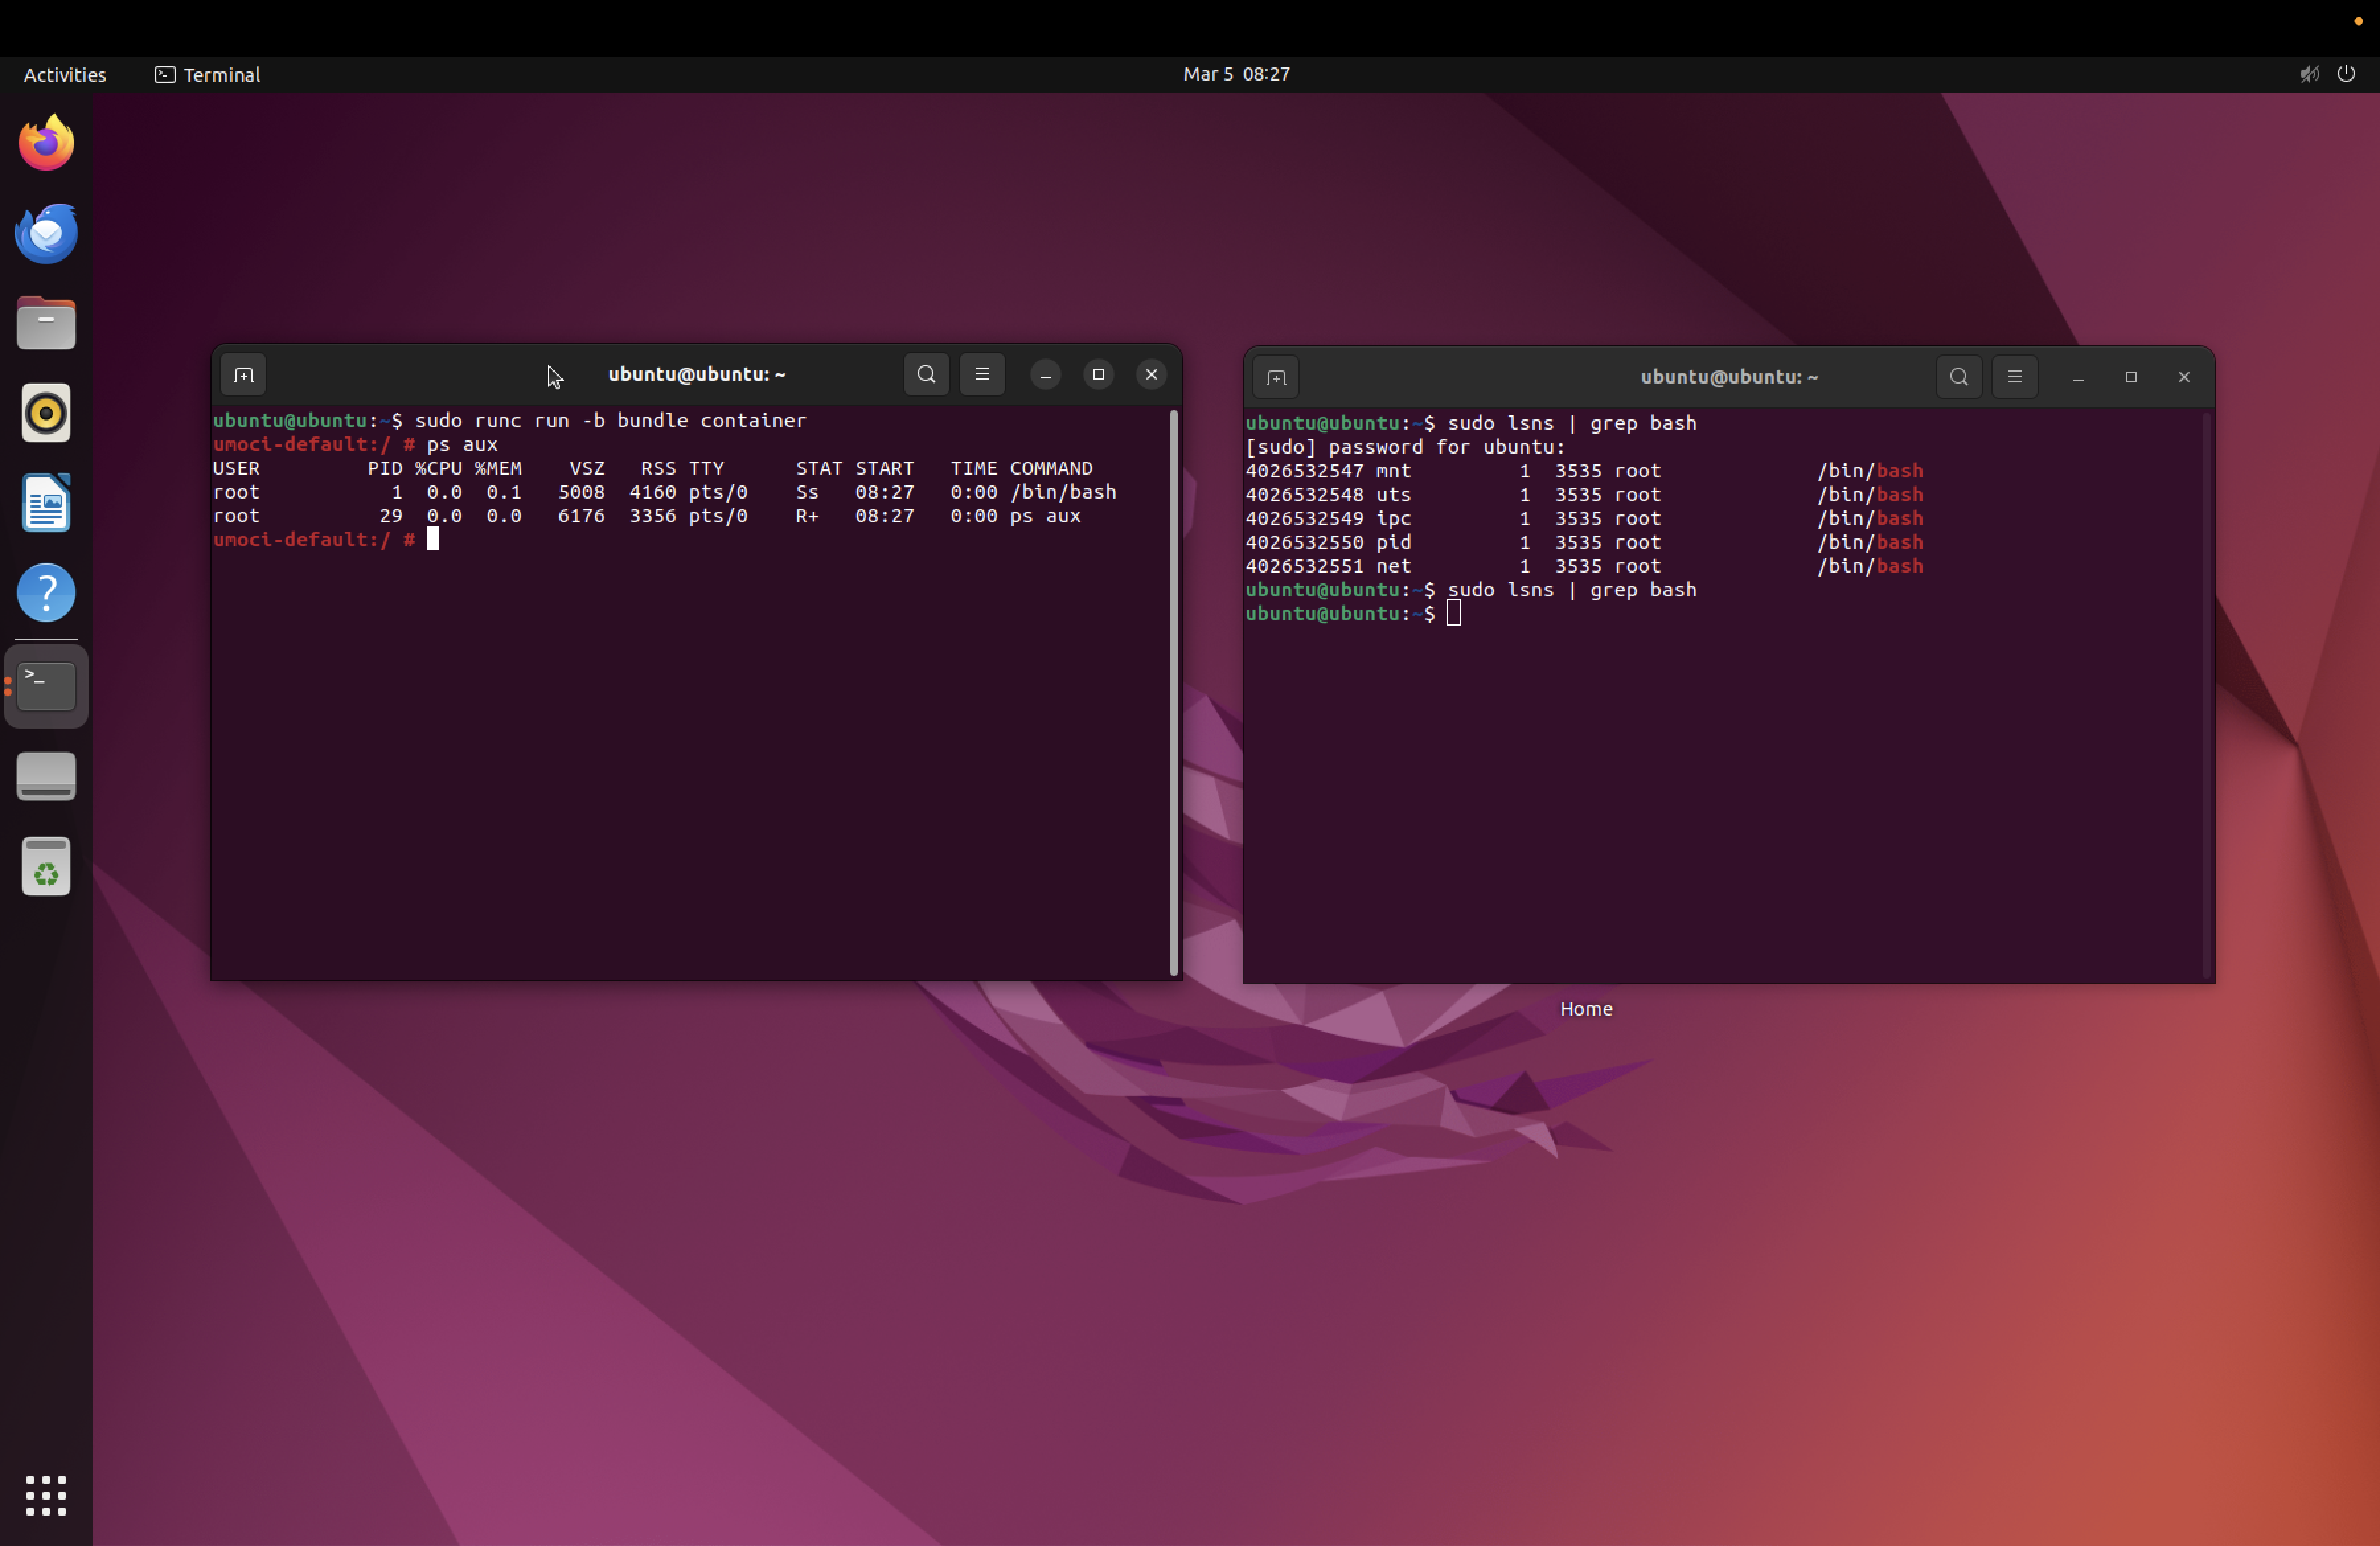 Activities Terminal Mar 5 08:27
ubuntu@ubuntu: ~
ubuntu@ubuntu:~$ sudo runc run -b bundle container
umoci-default:/ # ps aux
USER         PID %CPU %MEM    VSZ   RSS TTY      STAT START   TIME COMMAND
root           1  0.0  0.1   5008  4160 pts/0    Ss   08:27   0:00 /bin/bash
root          29  0.0  0.0   6176  3356 pts/0    R+   08:27   0:00 ps aux
umoci-default:/ #
ubuntu@ubuntu: ~
ubuntu@ubuntu:~$ sudo lsns | grep bash
[sudo] password for ubuntu:
4026532547 mnt         1  3535 root             /bin/bash
4026532548 uts         1  3535 root             /bin/bash
4026532549 ipc         1  3535 root             /bin/bash
4026532550 pid         1  3535 root             /bin/bash
4026532551 net         1  3535 root             /bin/bash
ubuntu@ubuntu:~$ sudo lsns | grep bash
ubuntu@ubuntu:~$
Home